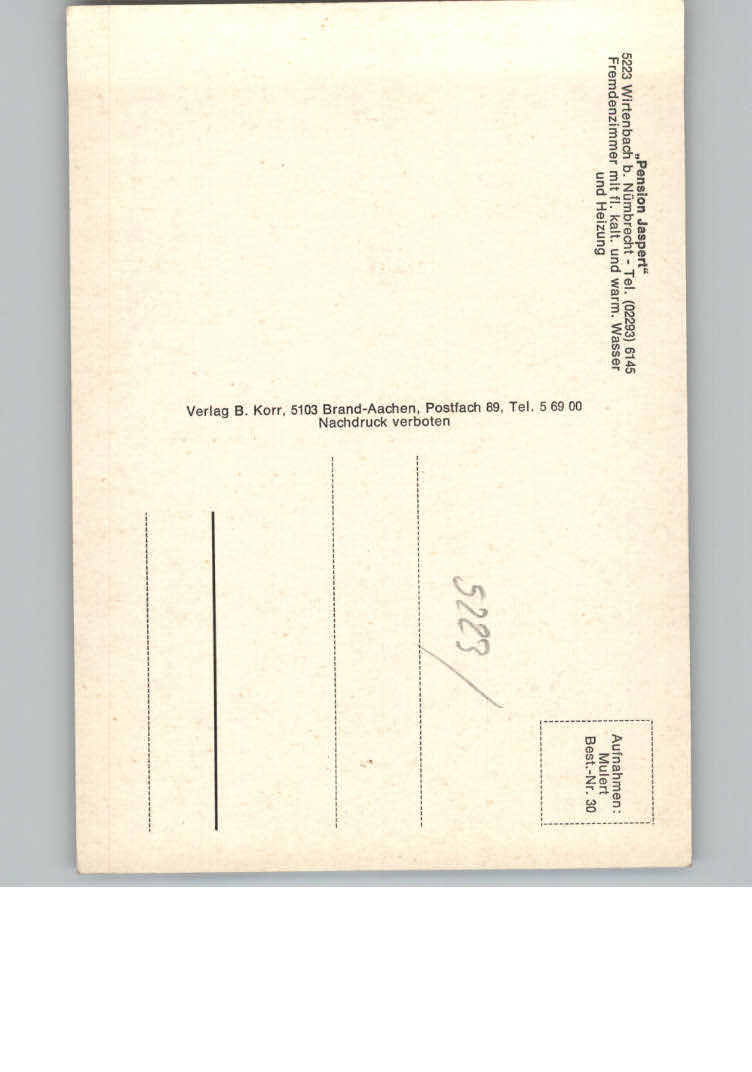 „Pension Jaspert“
5223 Wirtenbach b. Nümbrecht - Tel. (02293) 6145
Fremdenzimmer mit fl. kalt. und warm. Wasser
und Heizung
Verlag B. Korr, 5103 Brand-Aachen, Postfach 89, Tel. 5 69 00
Nachdruck verboten
5223/
Aufnahmen:
Mulert
Best.-Nr. 30